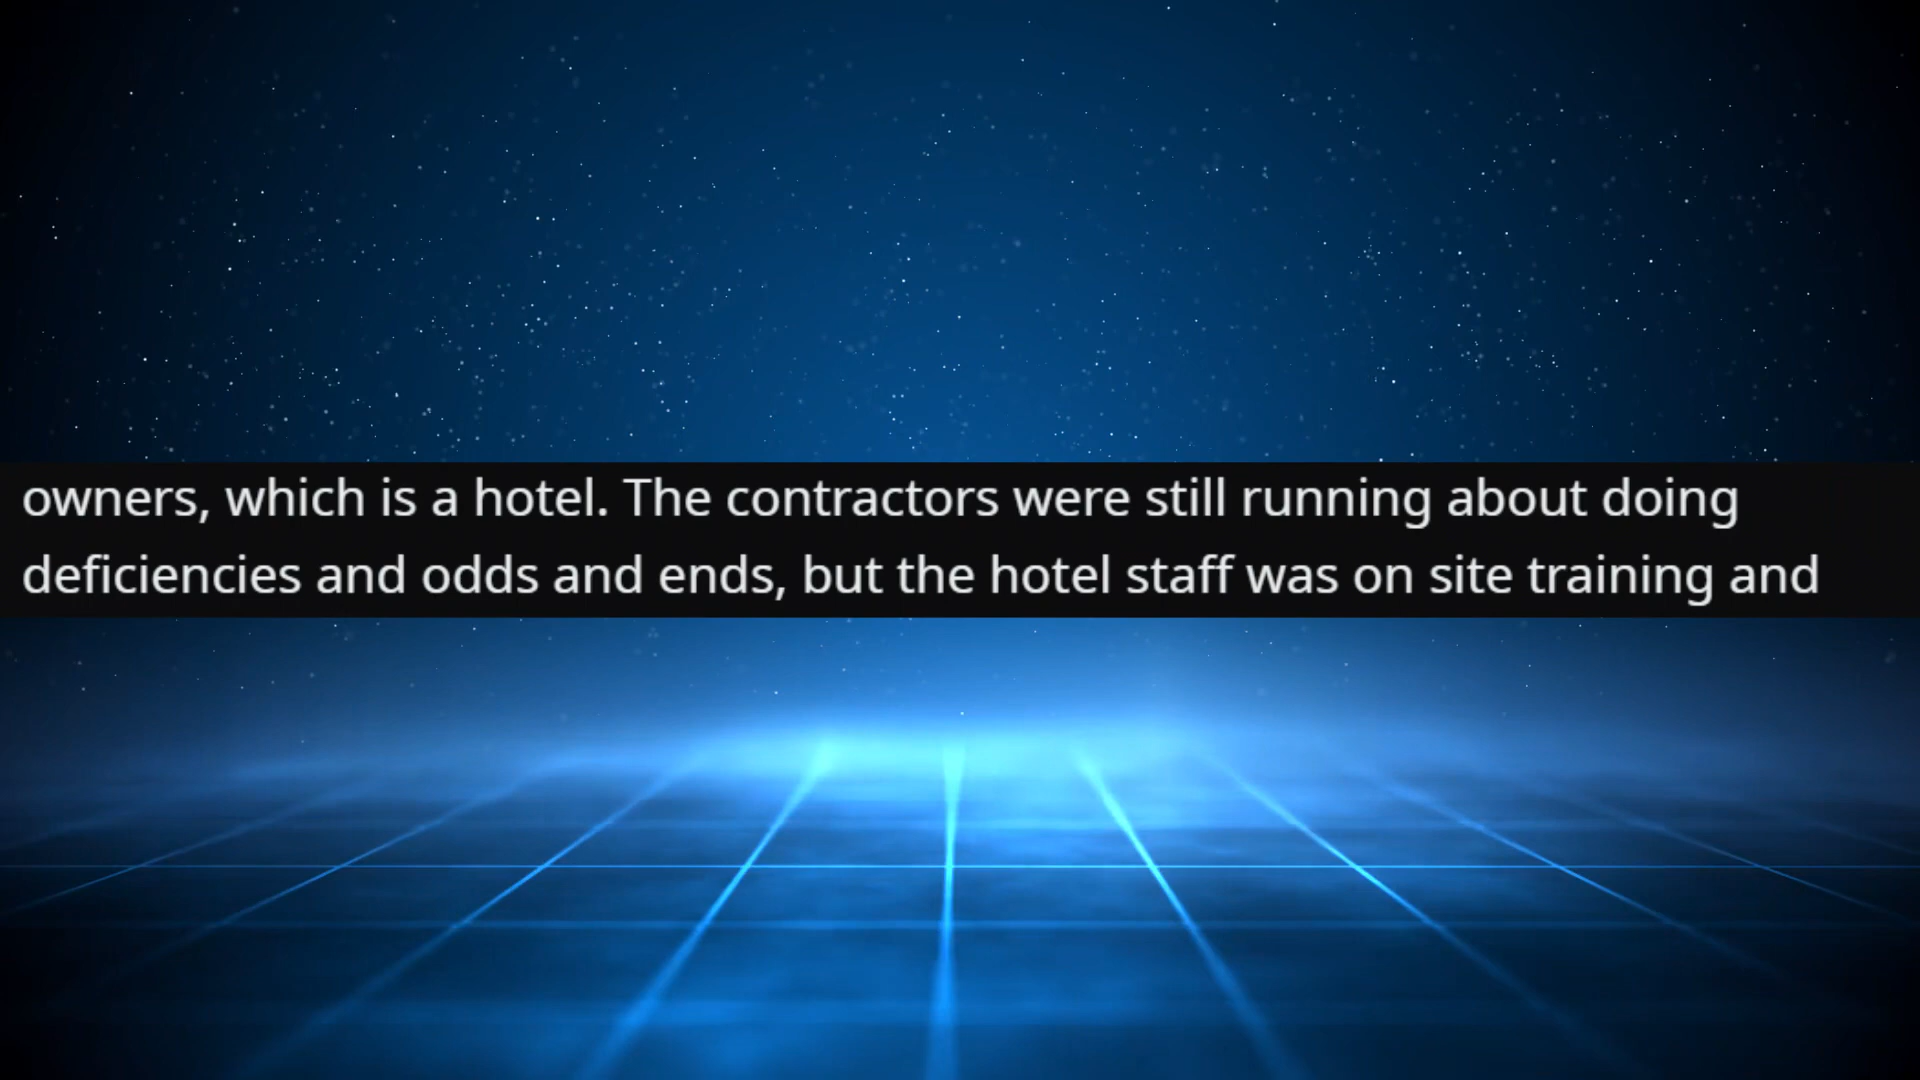 owners, which is a hotel. The contractors were still running about doing
deficiencies and odds and ends, but the hotel staff was on site training and